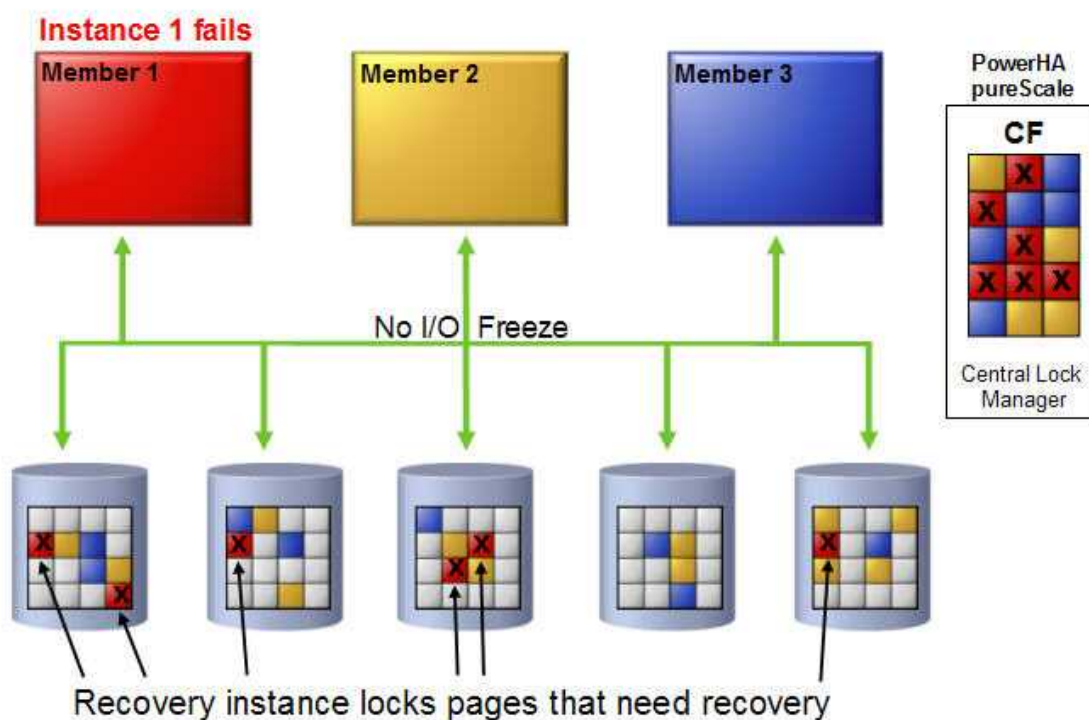 Instance 1 fails
Member 1
Member 2
Member 3
PowerHA
pureScale
CF
X
X
X
X X X
Central Lock
Manager
No I/O Freeze
X
X
X
X
X
X
Recovery instance locks pages that need recovery